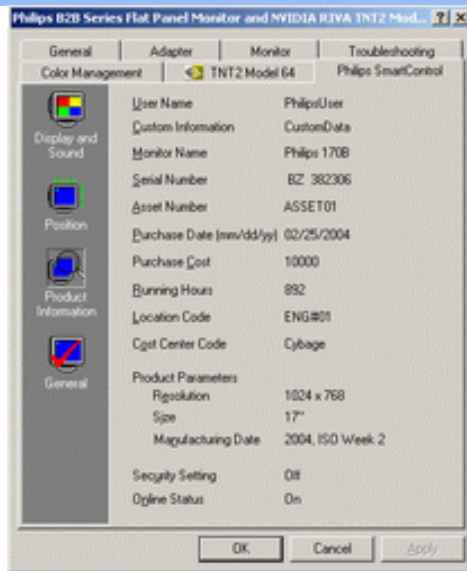 Philips B2B Series Flat Panel Monitor and NVIDIA RIVA TNT2 Mod...
General Adapter Monitor Troubleshooting
Color Management TNT2 Model 64 Philips SmartControl
Display and
Sound
Position
Product
Information
General
User Name PhilipsUser
Custom Information CustomData
Monitor Name Philips 170B
Serial Number BZ 382306
Asset Number ASSET01
Purchase Date (mm/dd/yy) 02/25/2004
Purchase Cost 10000
Running Hours 892
Location Code ENG#01
Cost Center Code Cybage
Product Parameters
Resolution 1024 x 768
Size 17"
Manufacturing Date 2004, ISO Week 2
Security Setting Off
Online Status On
OK Cancel Apply